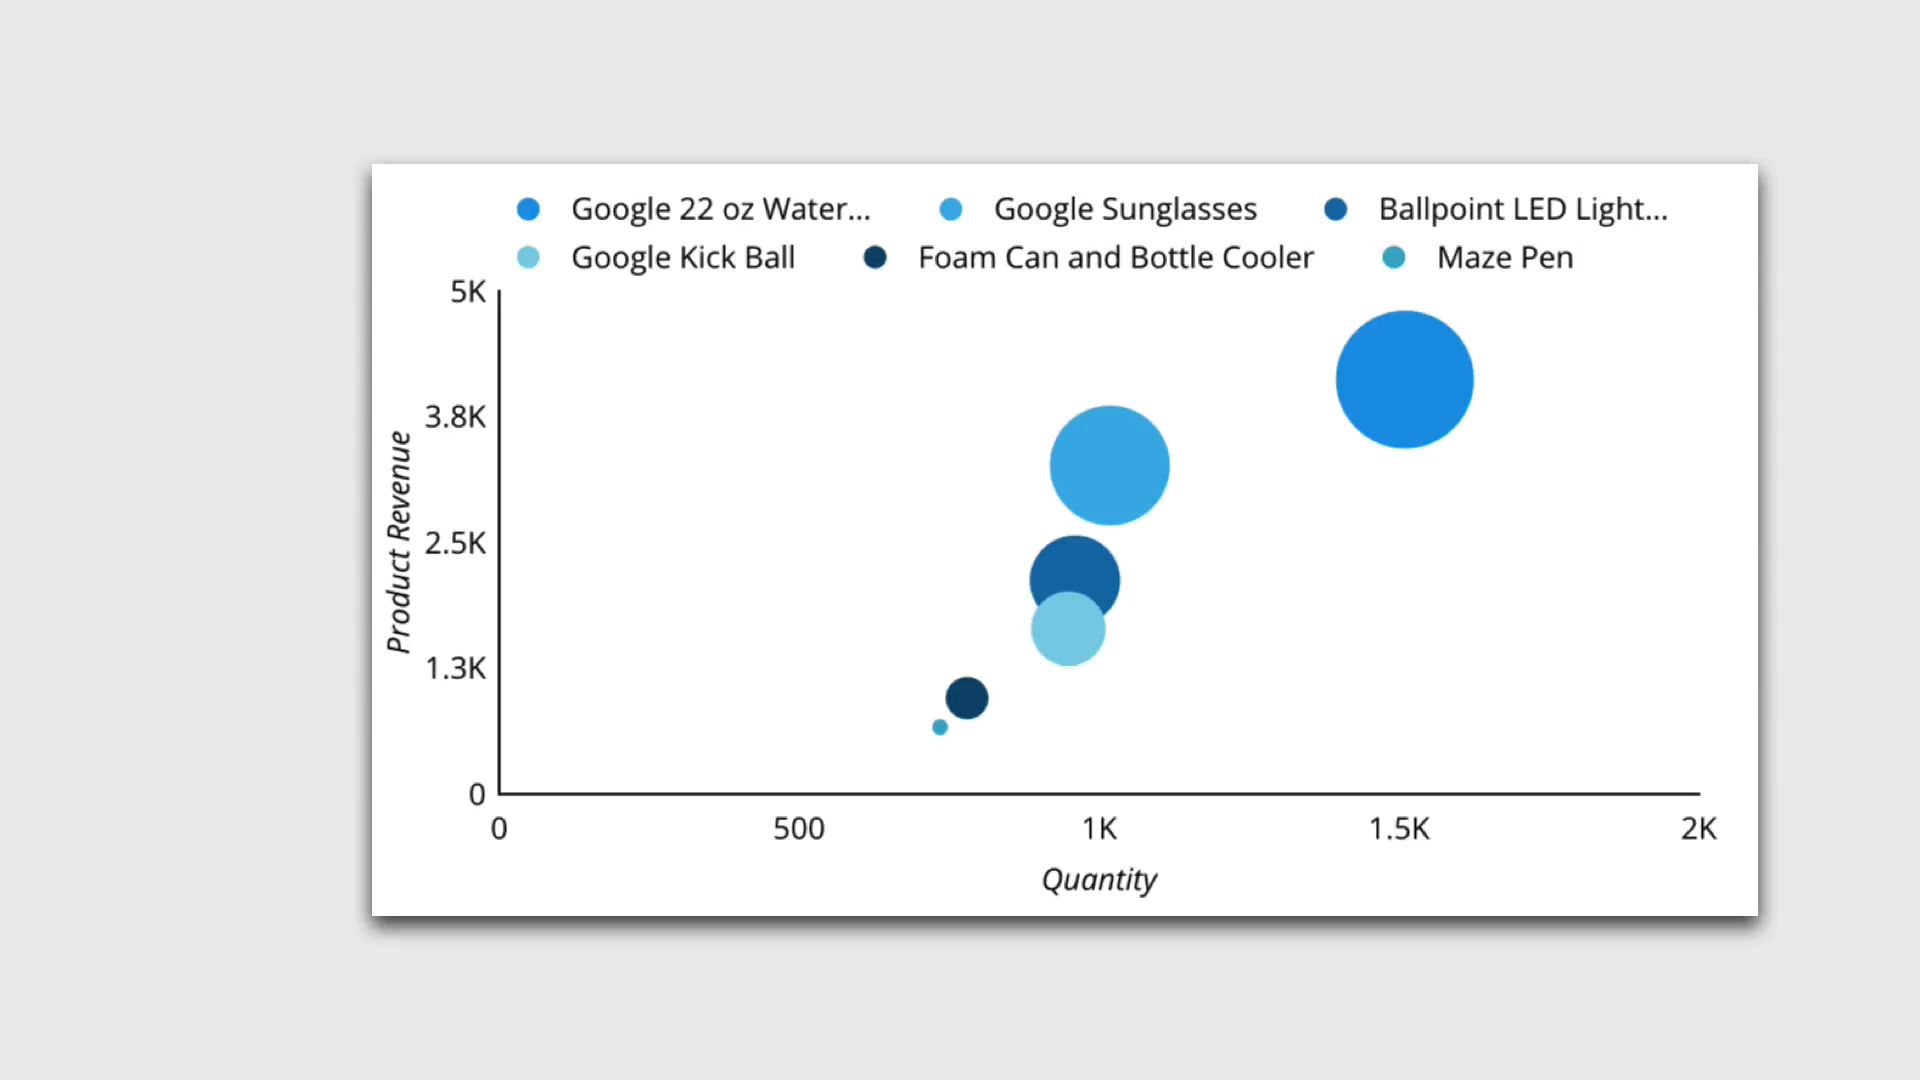 Google 22 oz Water...
Google Sunglasses
Ballpoint LED Light...
Google Kick Ball
Foam Can and Bottle Cooler
Maze Pen
5K
3.8K
2.5K
1.3K
0
Product Revenue
0
500
1K
1.5K
2K
Quantity